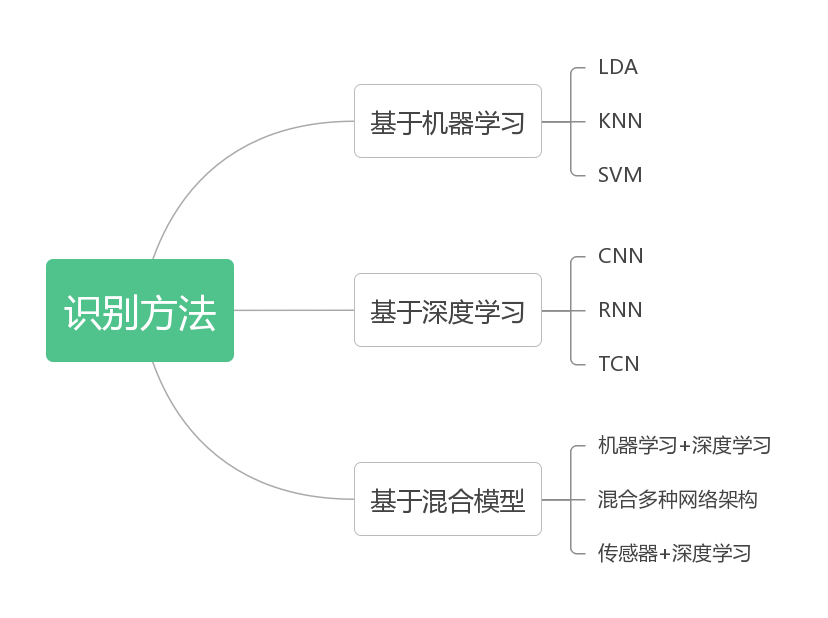 识别方法
基于机器学习
LDA
KNN
SVM
基于深度学习
CNN
RNN
TCN
基于混合模型
机器学习+深度学习
混合多种网络架构
传感器+深度学习